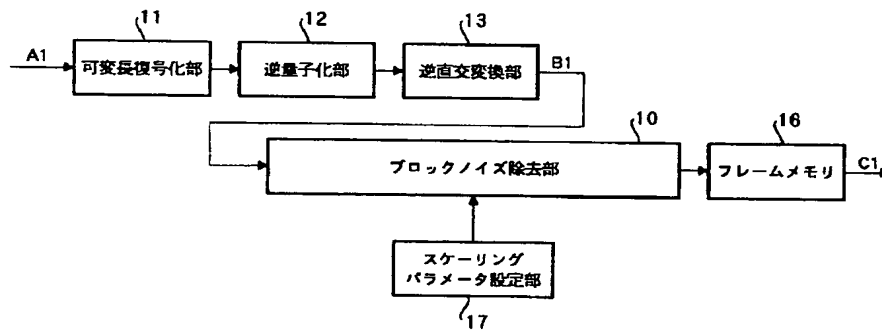 11
12
13
A1
可変長復号化部
逆量子化部
逆直交変換部
B1
10
16
ブロックノイズ除去部
フレームメモリ
C1
スケーリング
パラメータ設定部
17